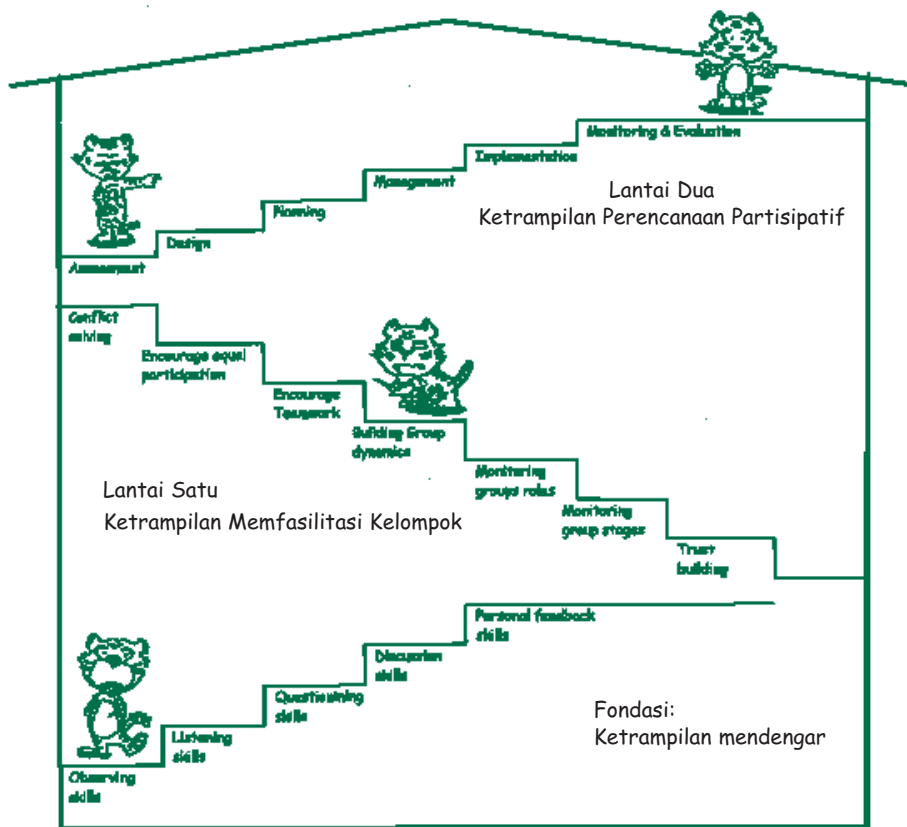 Monitoring & Evaluation
Implementation
Management
Planning
Design
Assessment
Lantai Dua
Ketrampilan Perencanaan Partisipatif
Conflict
solving
Encourage equal
participation
Encourage
Teamwork
Building Group
dynamics
Monitoring
groups roles
Monitoring
group stages
Trust
building
Lantai Satu
Ketrampilan Memfasilitasi Kelompok
Personal feedback
skills
Discussion
skills
Questioning
skills
Listening
skills
Observing
skills
Fondasi:
Ketrampilan mendengar